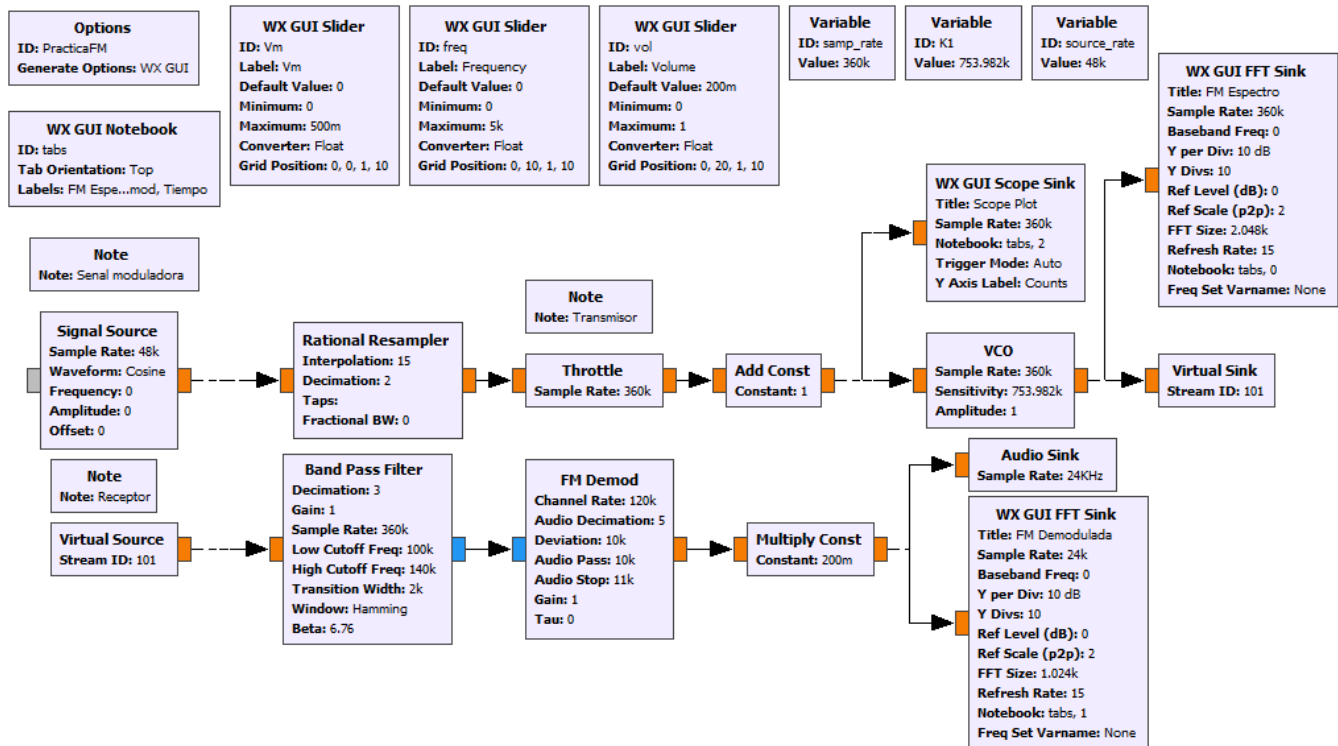 Options
ID: PracticaFM
Generate Options: WX GUI
WX GUI Slider
ID: Vm
Label: Vm
Default Value: 0
Minimum: 0
Maximum: 500m
Converter: Float
Grid Position: 0, 0, 1, 10
WX GUI Slider
ID: freq
Label: Frequency
Default Value: 0
Minimum: 0
Maximum: 5k
Converter: Float
Grid Position: 0, 10, 1, 10
WX GUI Slider
ID: vol
Label: Volume
Default Value: 200m
Minimum: 0
Maximum: 1
Converter: Float
Grid Position: 0, 20, 1, 10
Variable
ID: samp_rate
Value: 360k
Variable
ID: K1
Value: 753.982k
Variable
ID: source_rate
Value: 48k
WX GUI FFT Sink
Title: FM Espectro
Sample Rate: 360k
Baseband Freq: 0
Y per Div: 10 dB
Y Divs: 10
Ref Level (dB): 0
Ref Scale (p2p): 2
FFT Size: 2.048k
Refresh Rate: 15
Notebook: tabs, 0
Freq Set Varname: None
WX GUI Notebook
ID: tabs
Tab Orientation: Top
Labels: FM Espe...mod, Tiempo
WX GUI Scope Sink
Title: Scope Plot
Sample Rate: 360k
Notebook: tabs, 2
Trigger Mode: Auto
Y Axis Label: Counts
Note
Note: Senal moduladora
Note
Note: Transmisor
Signal Source
Sample Rate: 48k
Waveform: Cosine
Frequency: 0
Amplitude: 0
Offset: 0
Rational Resampler
Interpolation: 15
Decimation: 2
Taps:
Fractional BW: 0
Throttle
Sample Rate: 360k
Add Const
Constant: 1
VCO
Sample Rate: 360k
Sensitivity: 753.982k
Amplitude: 1
Virtual Sink
Stream ID: 101
Note
Note: Receptor
Virtual Source
Stream ID: 101
Band Pass Filter
Decimation: 3
Gain: 1
Sample Rate: 360k
Low Cutoff Freq: 100k
High Cutoff Freq: 140k
Transition Width: 2k
Window: Hamming
Beta: 6.76
FM Demod
Channel Rate: 120k
Audio Decimation: 5
Deviation: 10k
Audio Pass: 10k
Audio Stop: 11k
Gain: 1
Tau: 0
Multiply Const
Constant: 200m
Audio Sink
Sample Rate: 24KHz
WX GUI FFT Sink
Title: FM Demodulada
Sample Rate: 24k
Baseband Freq: 0
Y per Div: 10 dB
Y Divs: 10
Ref Level (dB): 0
Ref Scale (p2p): 2
FFT Size: 1.024k
Refresh Rate: 15
Notebook: tabs, 1
Freq Set Varname: None